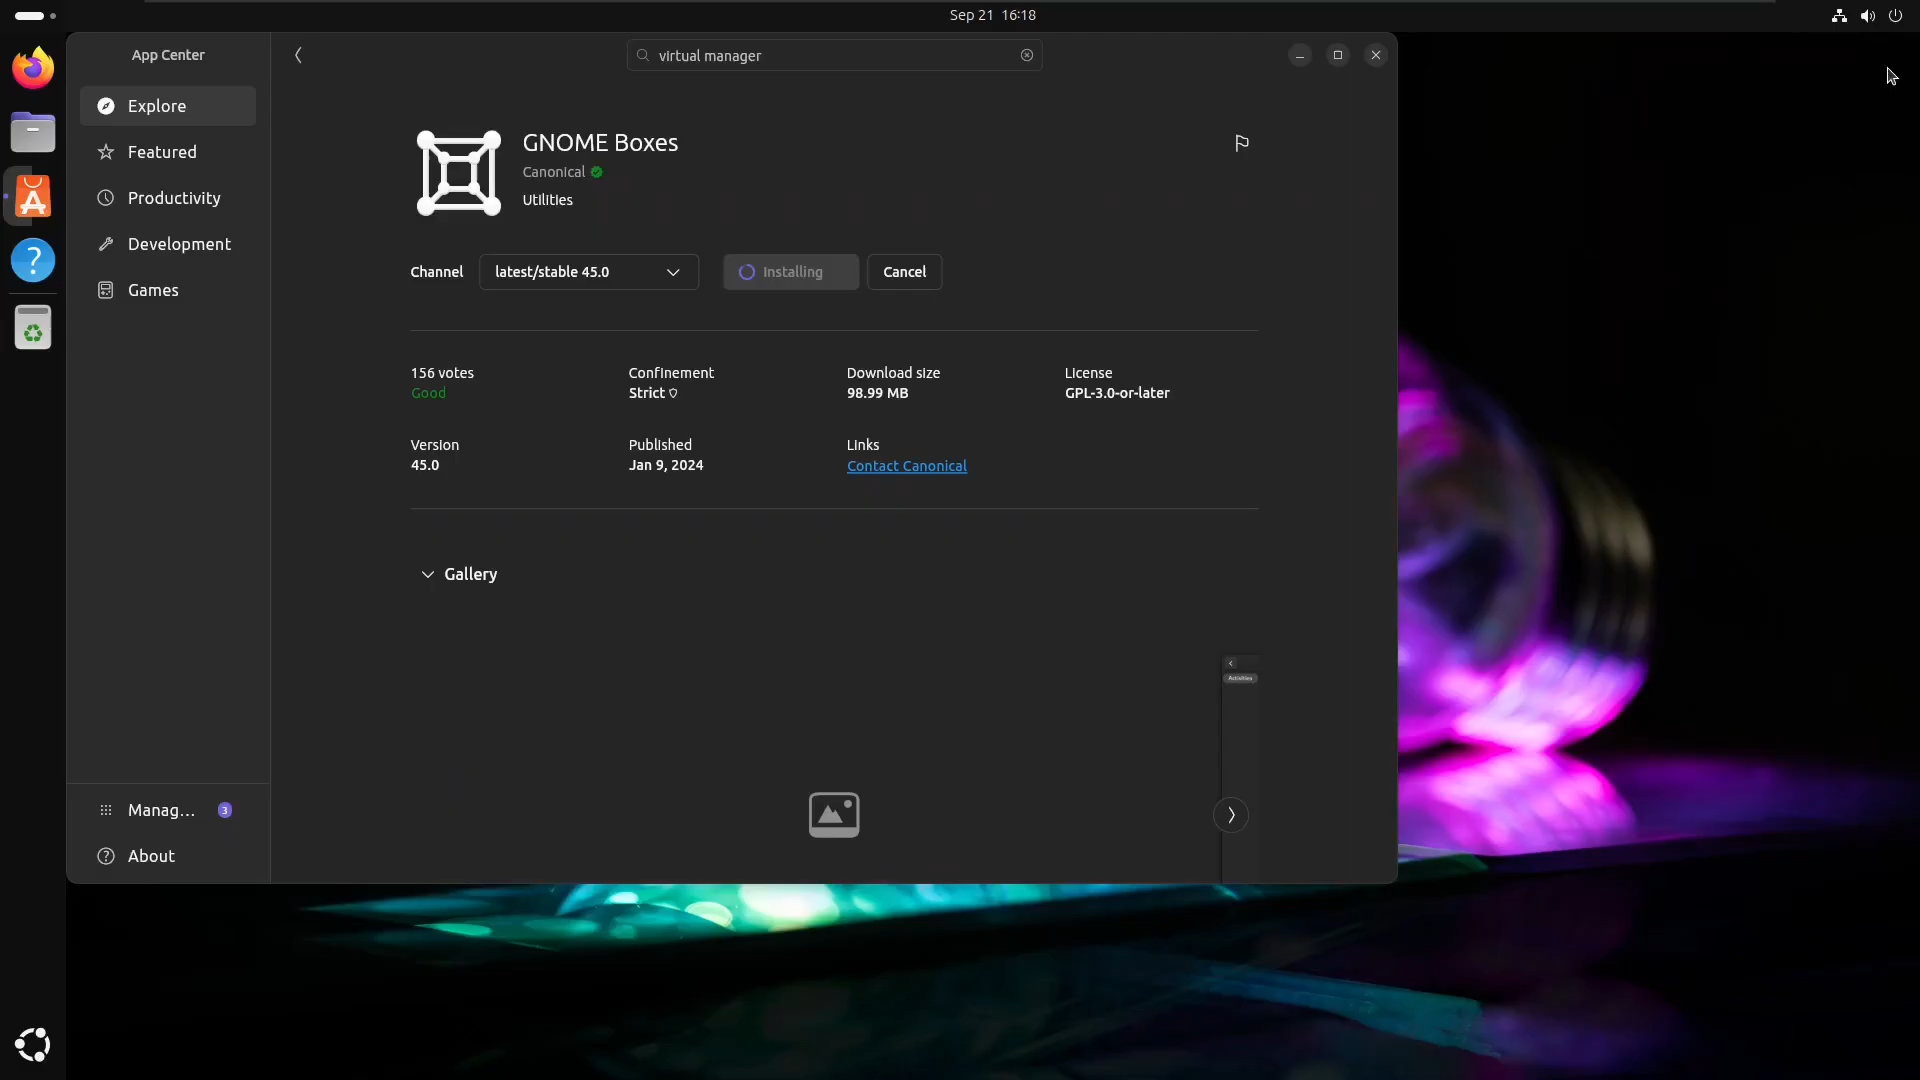 Sep 21 16:18
App Center
virtual manager
Explore
Featured
Productivity
Development
Games
GNOME Boxes
Canonical
Utilities
Channel
latest/stable 45.0
Installing
Cancel
156 votes
Good
Confinement
Strict
Download size
98.99 MB
License
GPL-3.0-or-later
Version
45.0
Published
Jan 9, 2024
Links
Contact Canonical
Gallery
Activities
Manag... 3
About